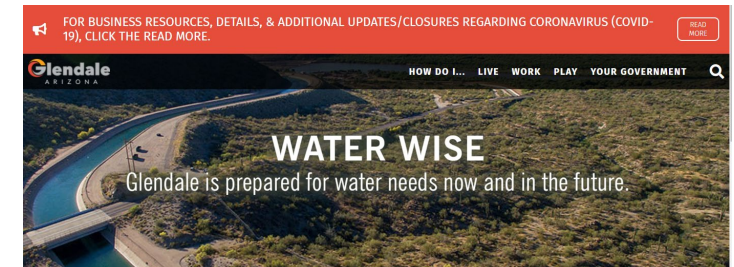 FOR BUSINESS RESOURCES, DETAILS, & ADDITIONAL UPDATES/CLOSURES REGARDING CORONAVIRUS (COVID-
19), CLICK THE READ MORE.
READ
MORE
Glendale
ARIZONA
HOW DO I... LIVE WORK PLAY YOUR GOVERNMENT
WATER WISE
Glendale is prepared for water needs now and in the future.